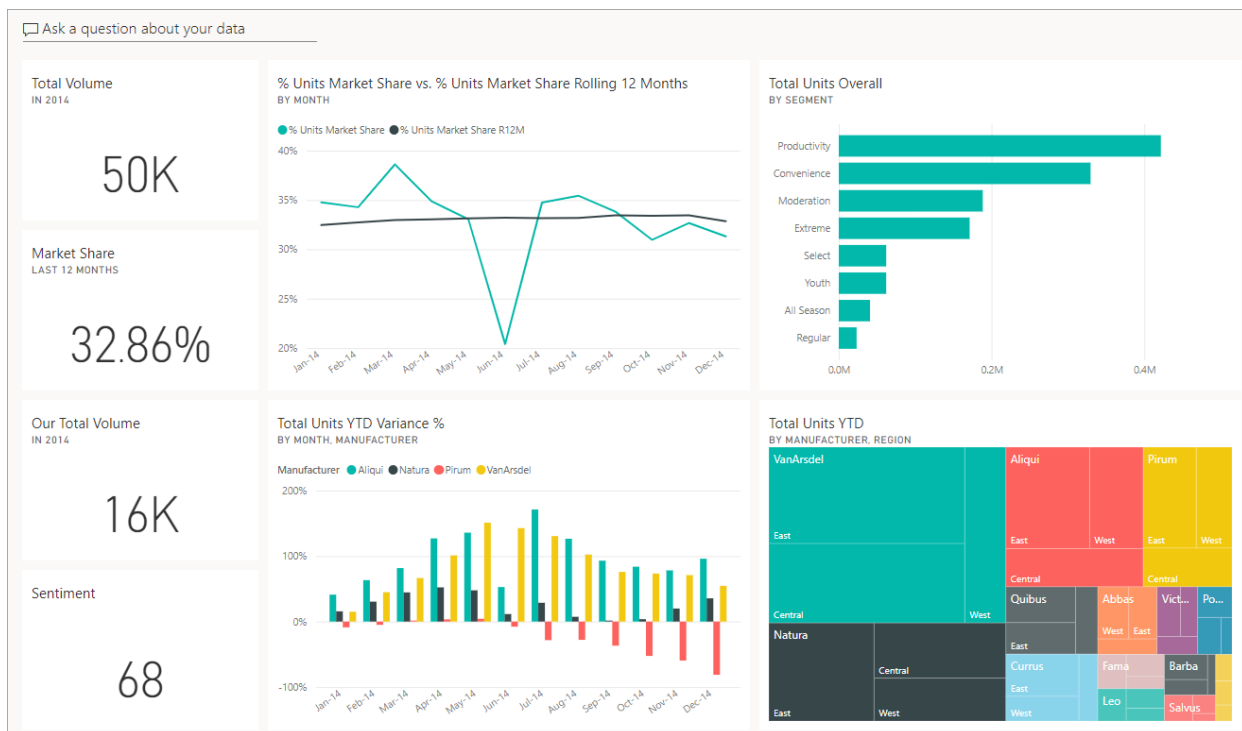 Ask a question about your data
Total Volume
IN 2014
50K
Market Share
LAST 12 MONTHS
32.86%
Our Total Volume
IN 2014
16K
Sentiment
68
% Units Market Share vs. % Units Market Share Rolling 12 Months
BY MONTH
% Units Market Share % Units Market Share R12M
40%
35%
30%
25%
20%
Jan-14 Feb-14 Mar-14 Apr-14 May-14 Jun-14 Jul-14 Aug-14 Sep-14 Oct-14 Nov-14 Dec-14
Total Units Overall
BY SEGMENT
Productivity
Convenience
Moderation
Extreme
Select
Youth
All Season
Regular
0.0M 0.2M 0.4M
Total Units YTD Variance %
BY MONTH, MANUFACTURER
Manufacturer Aliqui Natura Pirum VanArsdel
200%
100%
0%
-100%
Jan-14 Feb-14 Mar-14 Apr-14 May-14 Jun-14 Jul-14 Aug-14 Sep-14 Oct-14 Nov-14 Dec-14
Total Units YTD
BY MANUFACTURER, REGION
VanArsdel
East
Central
West
Natura
East
Central
West
Aliqui
East
West
Central
Pirum
East
West
Central
Quibus
East
Abbas
West East
Vict...
Po...
Currus
East
West
Fama
Leo
Barba
Salvus